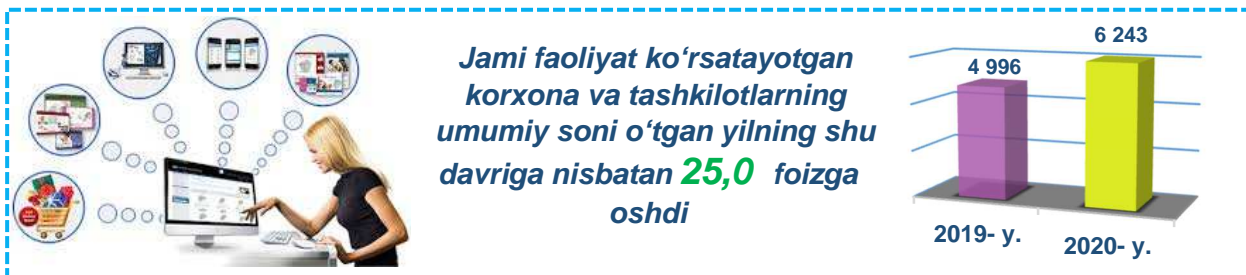 Jami faoliyat ko‘rsatayotgan
korxona va tashkilotlarning
umumiy soni o‘tgan yilning shu
davriga nisbatan 25,0 foizga
oshdi
6 243
4 996
2019- y.
2020- y.